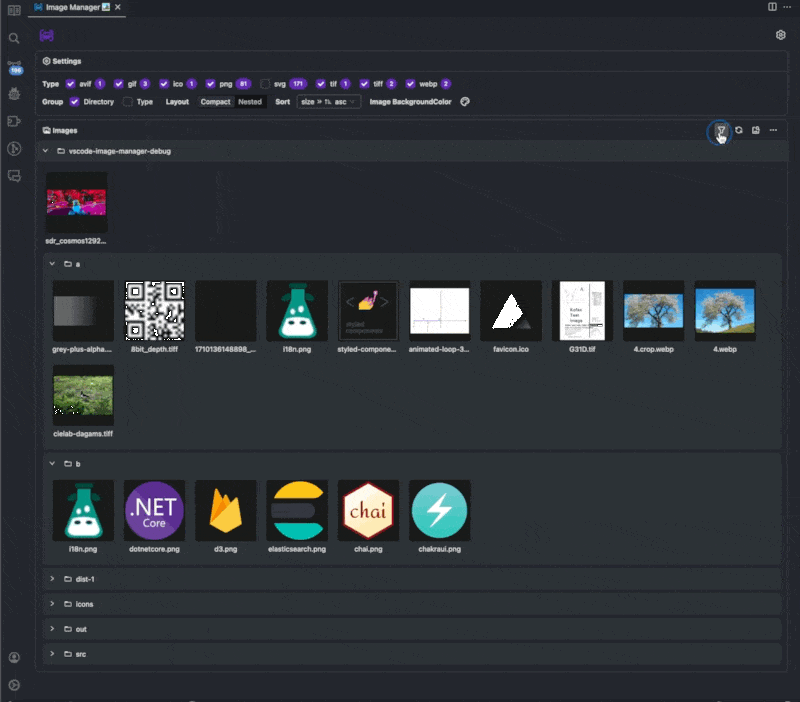 Image Manager
136
Settings
Type avif 1 gif 3 ico 1 png 81 svg 171 tif 1 tiff 2 webp 2
Group Directory Type Layout Compact Nested Sort size » asc Image BackgroundColor
Images
vscode-image-manager-debug
sdr_cosmos1292...
a
</> styled components
grey-plus-alpha.... 8bit_depth.tiff 1710136148898_... i18n.png styled-compone... animated-loop-3... favicon.ico G31D.tif 4.crop.webp 4.webp
cielab-dagams.tiff
b
.NET Core
chai
i18n.png dotnetcore.png d3.png elasticsearch.png chai.png chakraui.png
dist-1
icons
out
src